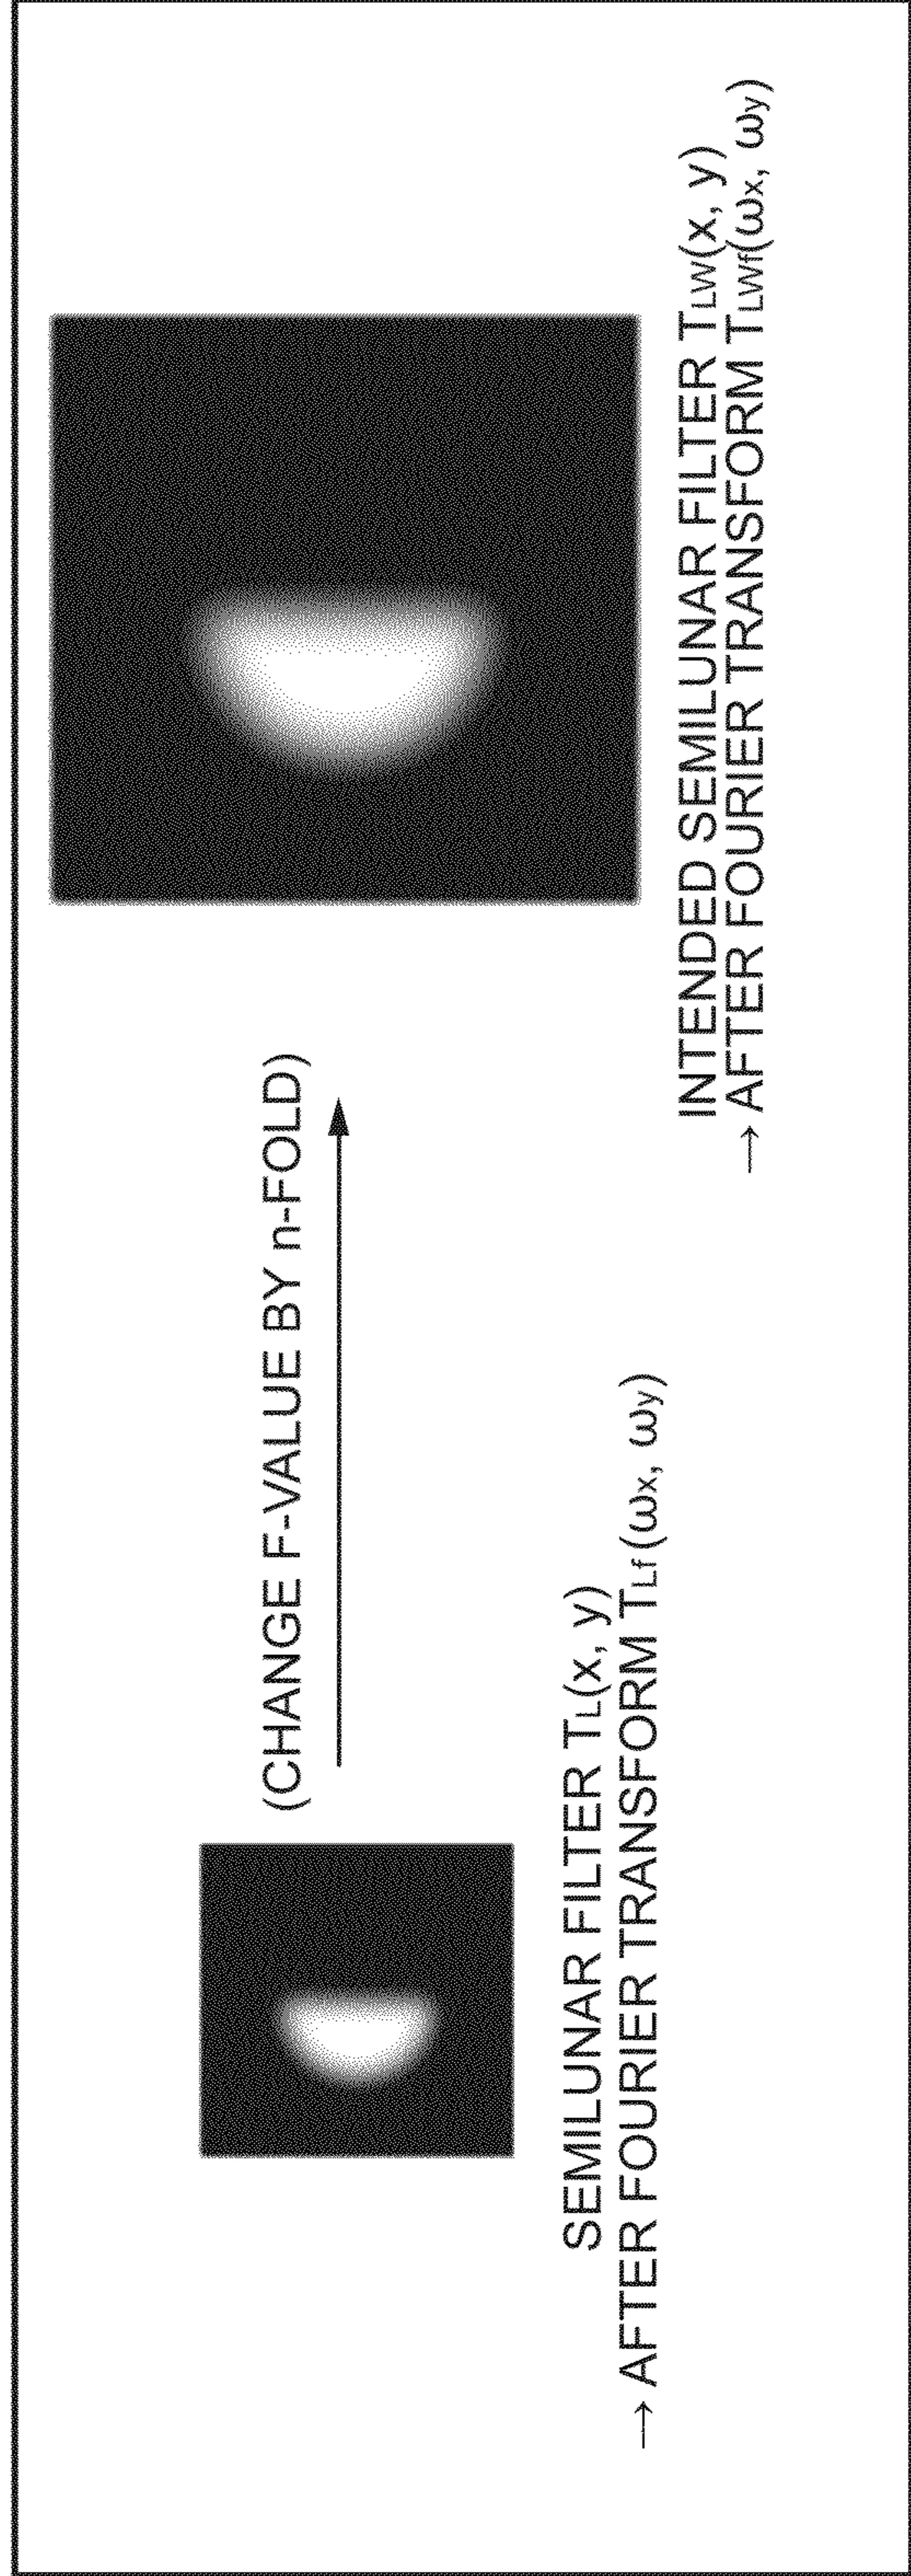 (CHANGE F-VALUE BY n-FOLD)
SEMILUNAR FILTER TL(x, y)
→ AFTER FOURIER TRANSFORM TLf (ωx, ωy)
INTENDED SEMILUNAR FILTER TLW(x, y)
→ AFTER FOURIER TRANSFORM TLWf(ωx, ωy)